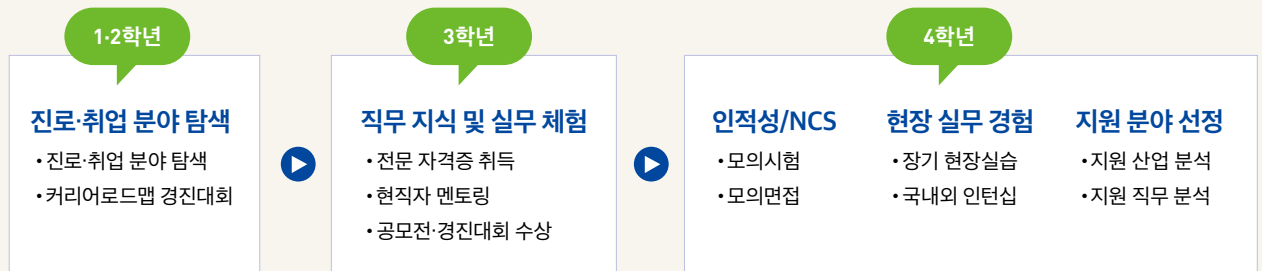 1·2학년
진로·취업 분야 탐색
•진로·취업 분야 탐색
•커리어로드맵 경진대회
3학년
직무 지식 및 실무 체험
•전문 자격증 취득
•현직자 멘토링
•공모전·경진대회 수상
4학년
인적성/NCS
•모의시험
•모의면접
현장 실무 경험
•장기 현장실습
•국내외 인턴십
지원 분야 선정
•지원 산업 분석
•지원 직무 분석